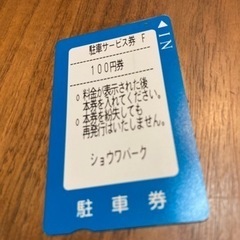 ◀IN
駐車サービス券 F
100円券
○ 料金が表示された後
本券を入れてください。
○ 本券を紛失しても
再発行はいたしません。
ショウワパーク
駐車券